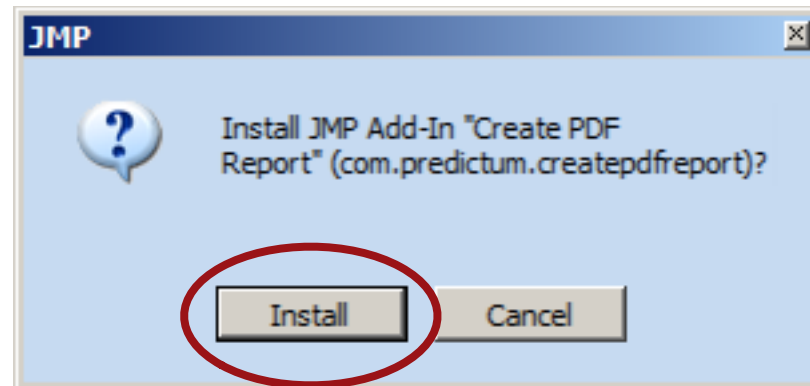 JMP
Install JMP Add-In "Create PDF
Report" (com.predictum.createpdfreport)?
Install
Cancel